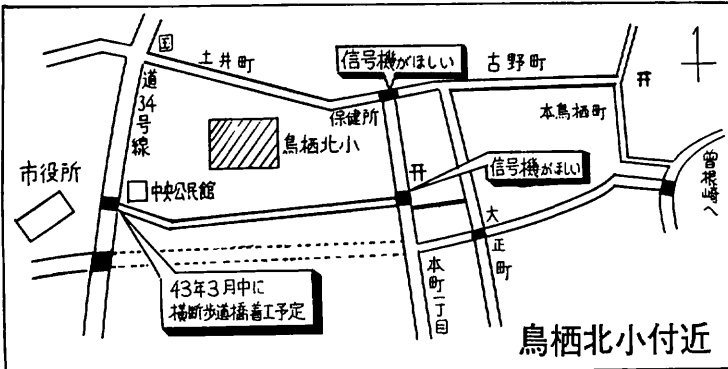 国道34号線
土井町
信号機がほしい
古野町
本鳥栖町
曽根崎へ
保健所
鳥栖北小
市役所
中央公民館
信号機がほしい
大正町
本町一丁目
43年3月中に
横断歩道橋着工予定
鳥栖北小付近